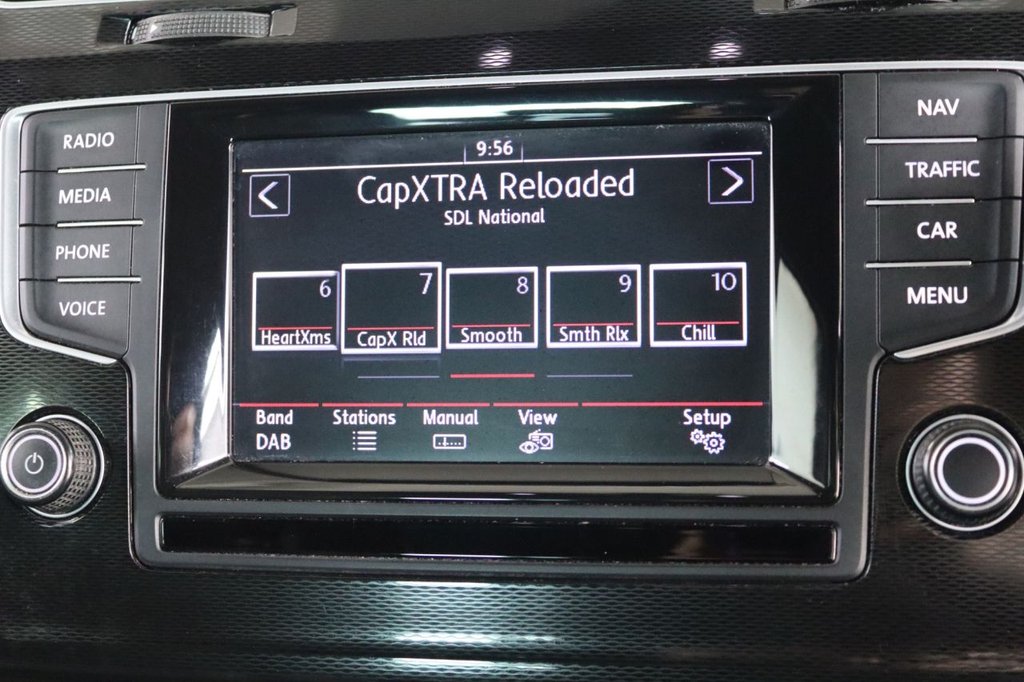 RADIO
MEDIA
PHONE
VOICE
9:56
<
CapXTRA Reloaded
>
SDL National
6 7 8 9 10
HeartXms CapX Rld Smooth Smth Rlx Chill
Band Stations Manual View Setup
DAB
NAV
TRAFFIC
CAR
MENU